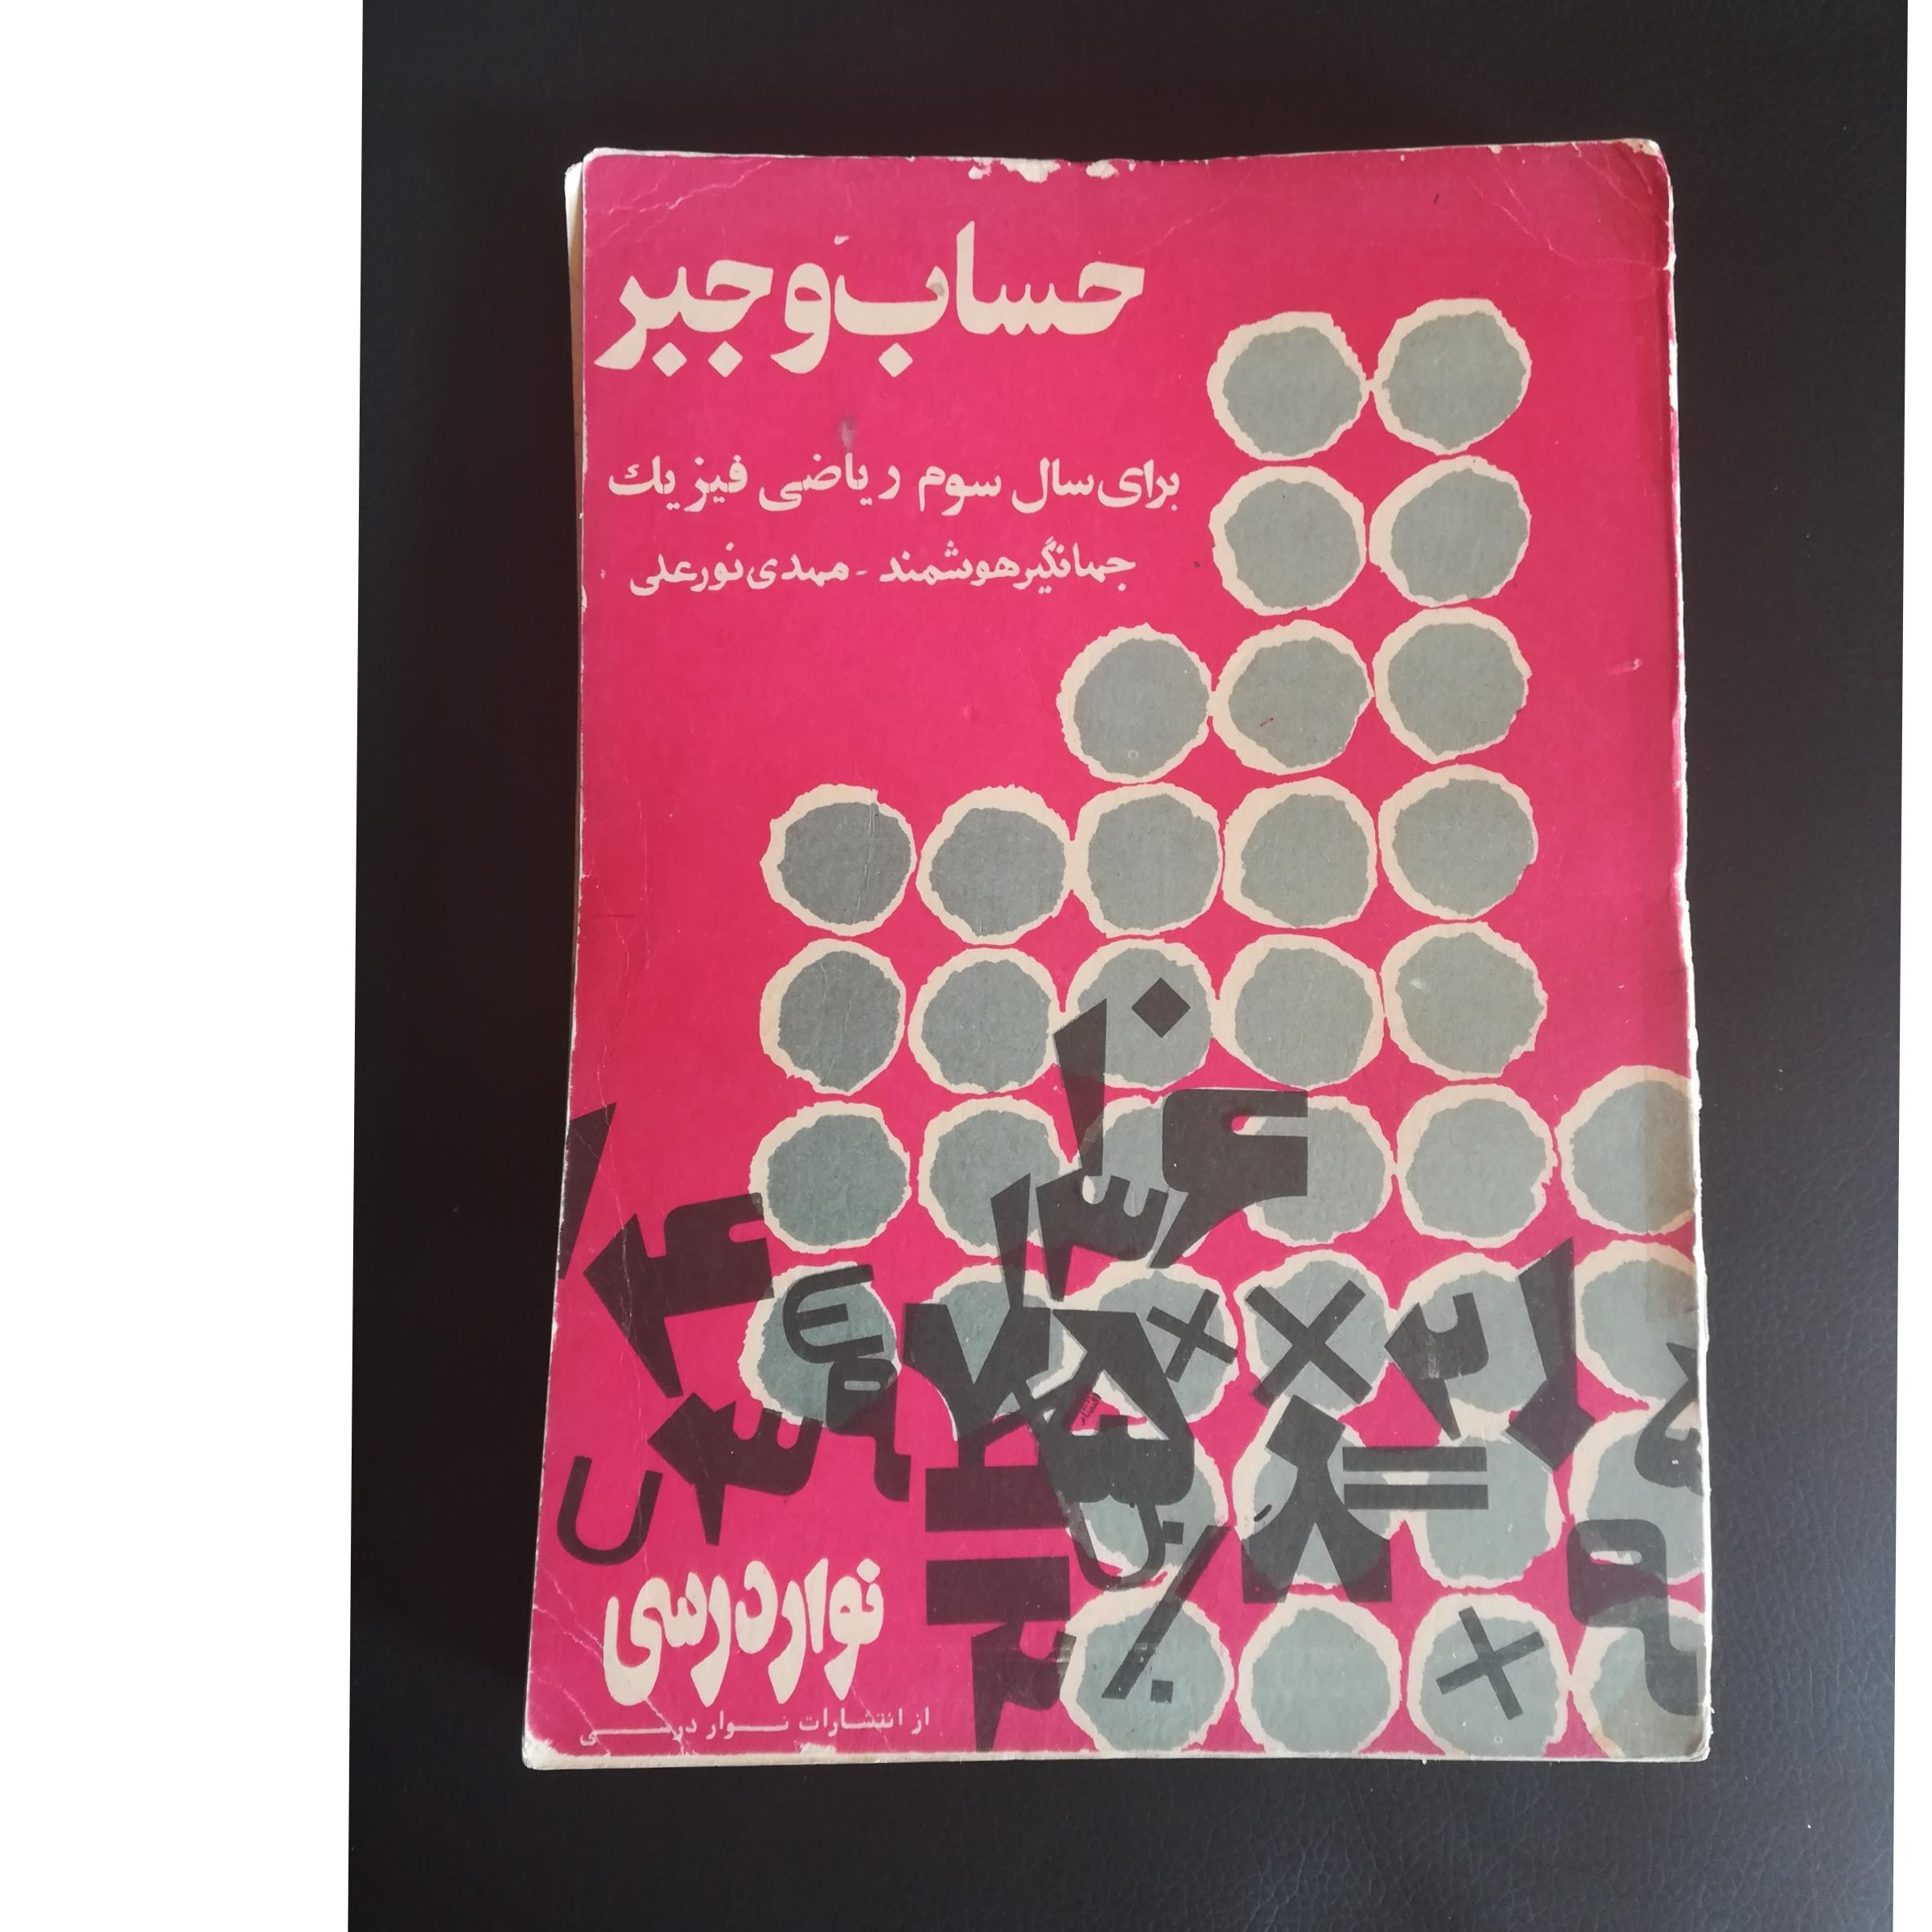 حساب و جبر
برای سال سوم ریاضی فیزیک
جهانگیر هوشمند - مهدی نورعلی
نوار درسی
از انتشارات نوار درسی